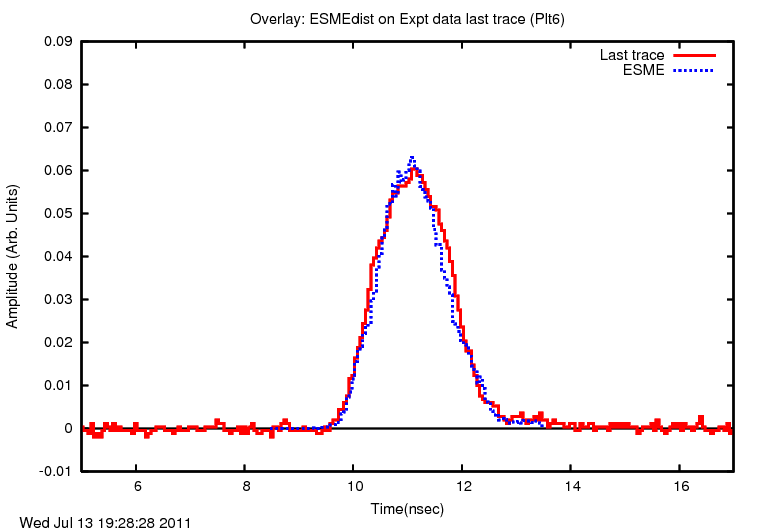 Overlay: ESMEdist on Expt data last trace (Plt6)
0.09
0.08
0.07
0.06
0.05
0.04
0.03
0.02
0.01
0
-0.01
Amplitude (Arb. Units)
Last trace
ESME
6 8 10 12 14 16
Time(nsec)
Wed Jul 13 19:28:28 2011